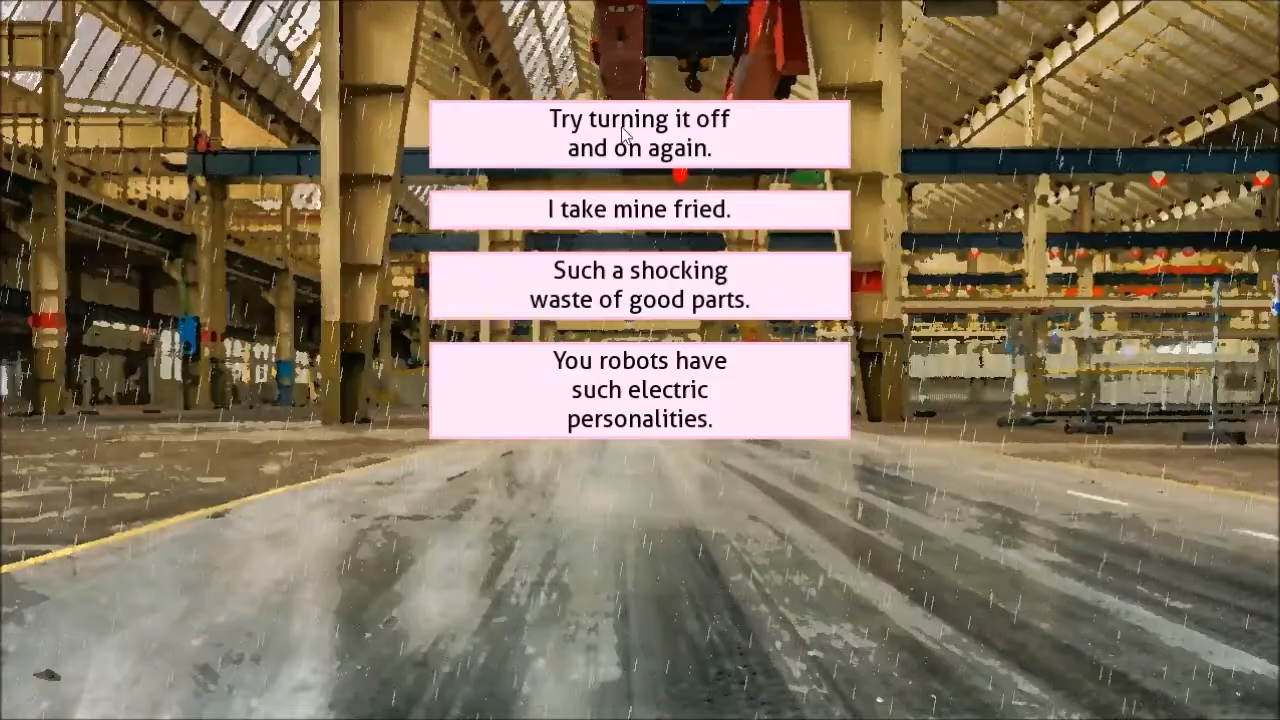 Try turning it off
and on again.
I take mine fried.
Such a shocking
waste of good parts.
You robots have
such electric
personalities.